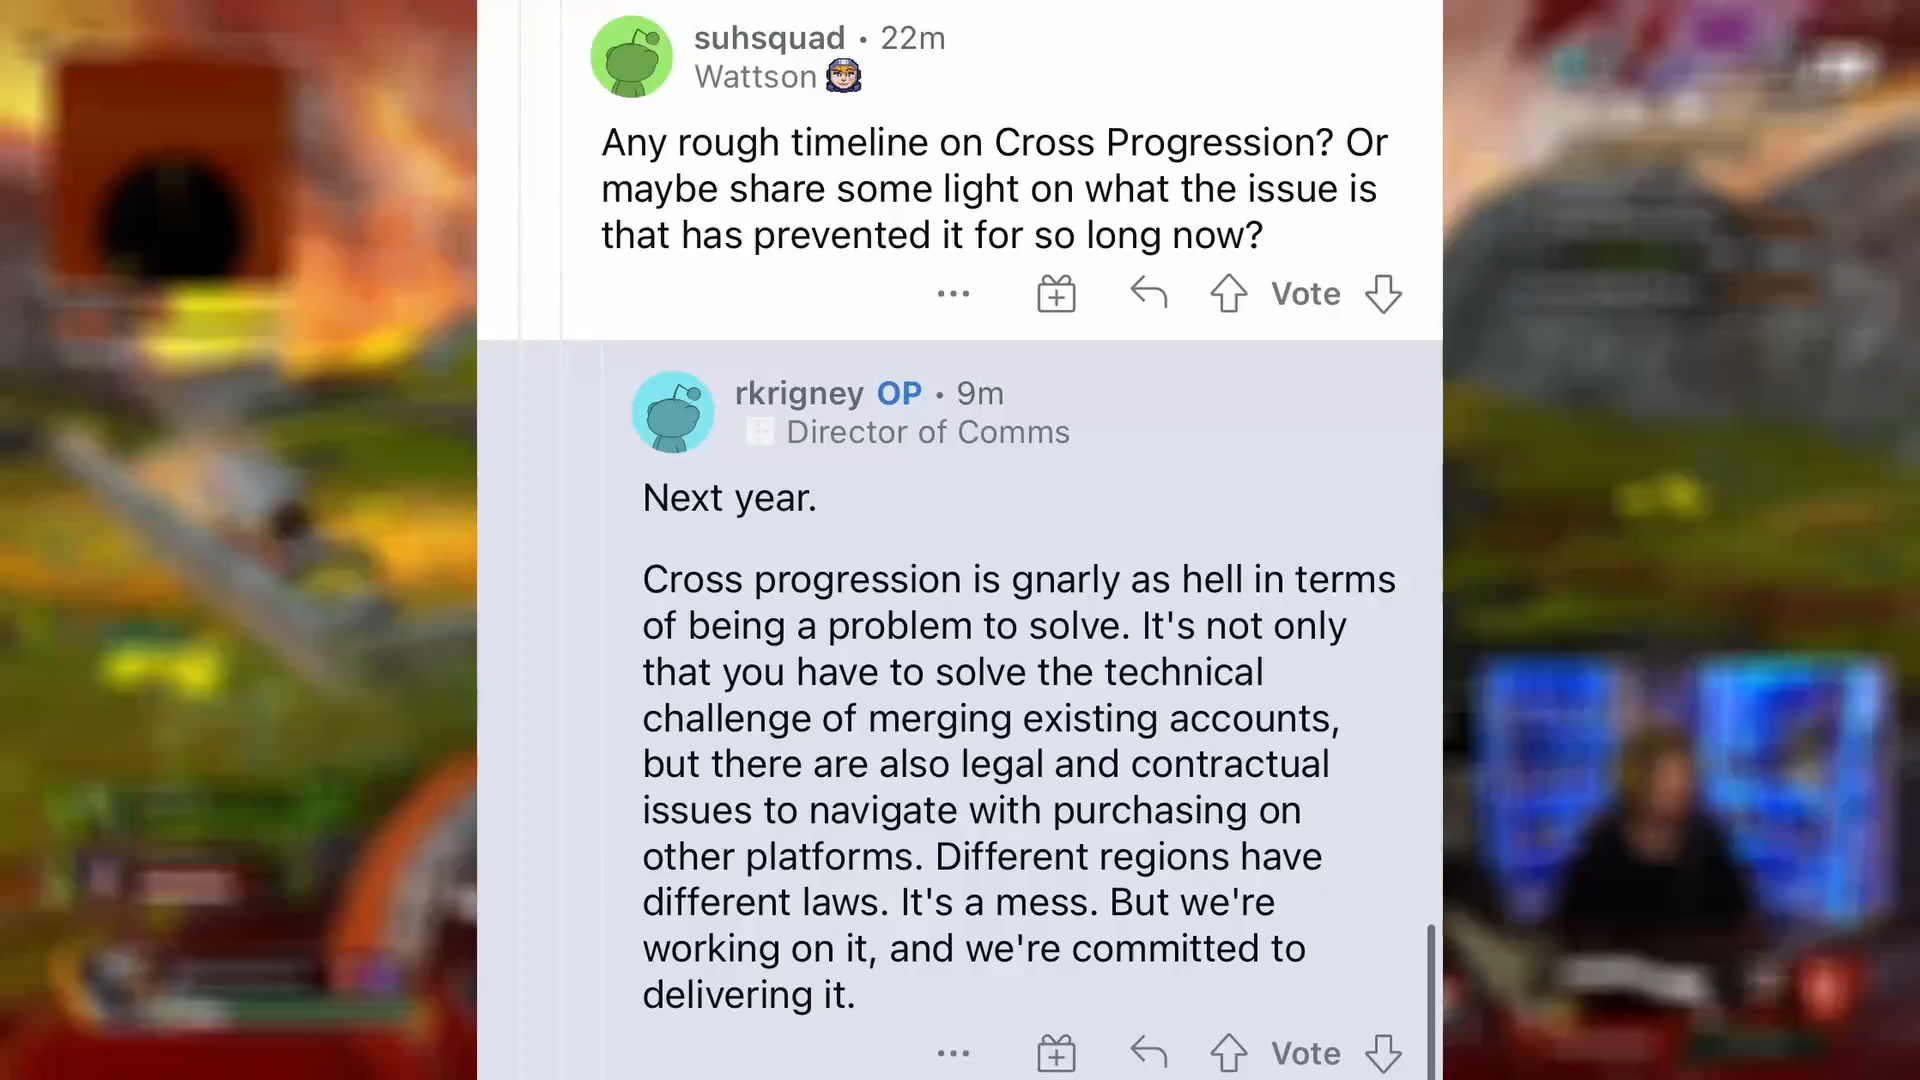 suhsquad • 22m
Wattson
Any rough timeline on Cross Progression? Or
maybe share some light on what the issue is
that has prevented it for so long now?
Vote
rkrigney OP • 9m
Director of Comms
Next year.
Cross progression is gnarly as hell in terms
of being a problem to solve. It's not only
that you have to solve the technical
challenge of merging existing accounts,
but there are also legal and contractual
issues to navigate with purchasing on
other platforms. Different regions have
different laws. It's a mess. But we're
working on it, and we're committed to
delivering it.
Vote